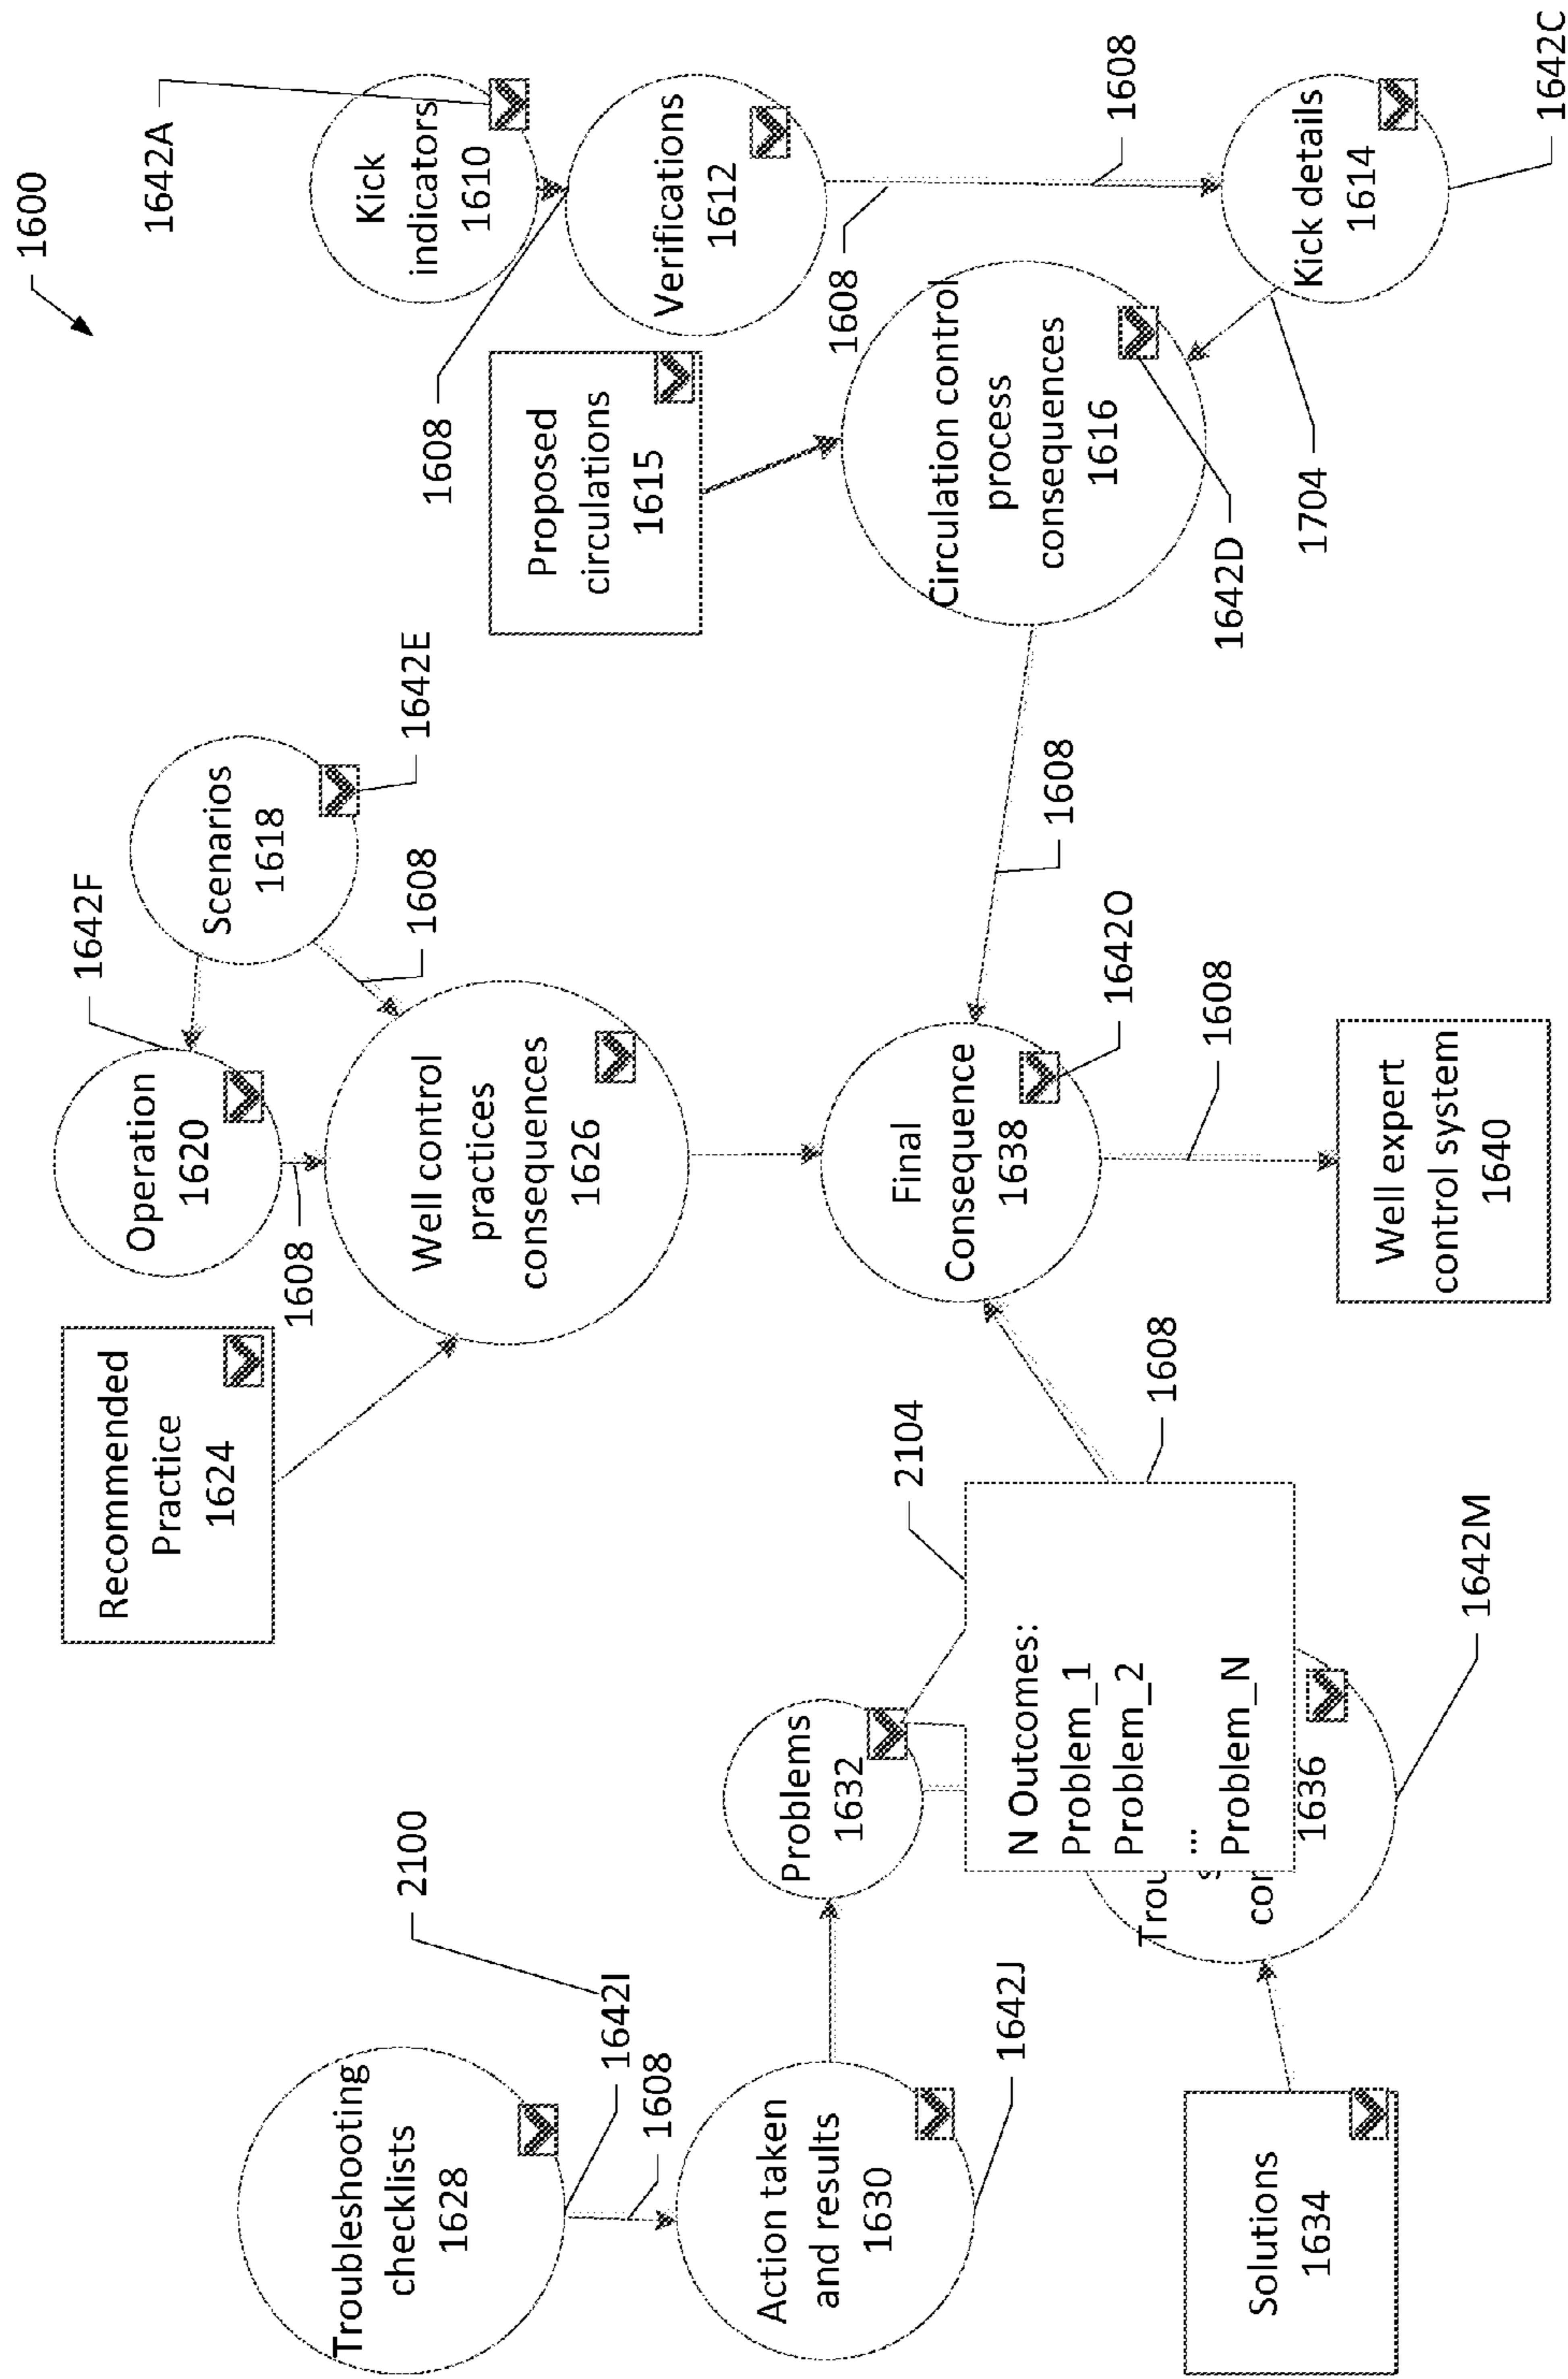 1600
1642A
Kick
indicators
1610
1608
Verifications
1612
1608
1608
Kick details
1614
1642C
Proposed
circulations
1615
Circulation control
process
consequences
1616
1642D
1704
1642F
Scenarios
1618
1642E
1608
Operation
1620
1608
Recommended
Practice
1624
Well control
practices
consequences
1626
1608
Final
Consequence
1638
1642O
1608
Well expert
control system
1640
2100
Troubleshooting
checklists
1628
1642I
1608
Action taken
and results
1630
1642J
Problems
1632
2104
1608
N Outcomes:
Problem_1
Problem_2
...
Problem_N
Trou
cor
1636
1642M
Solutions
1634